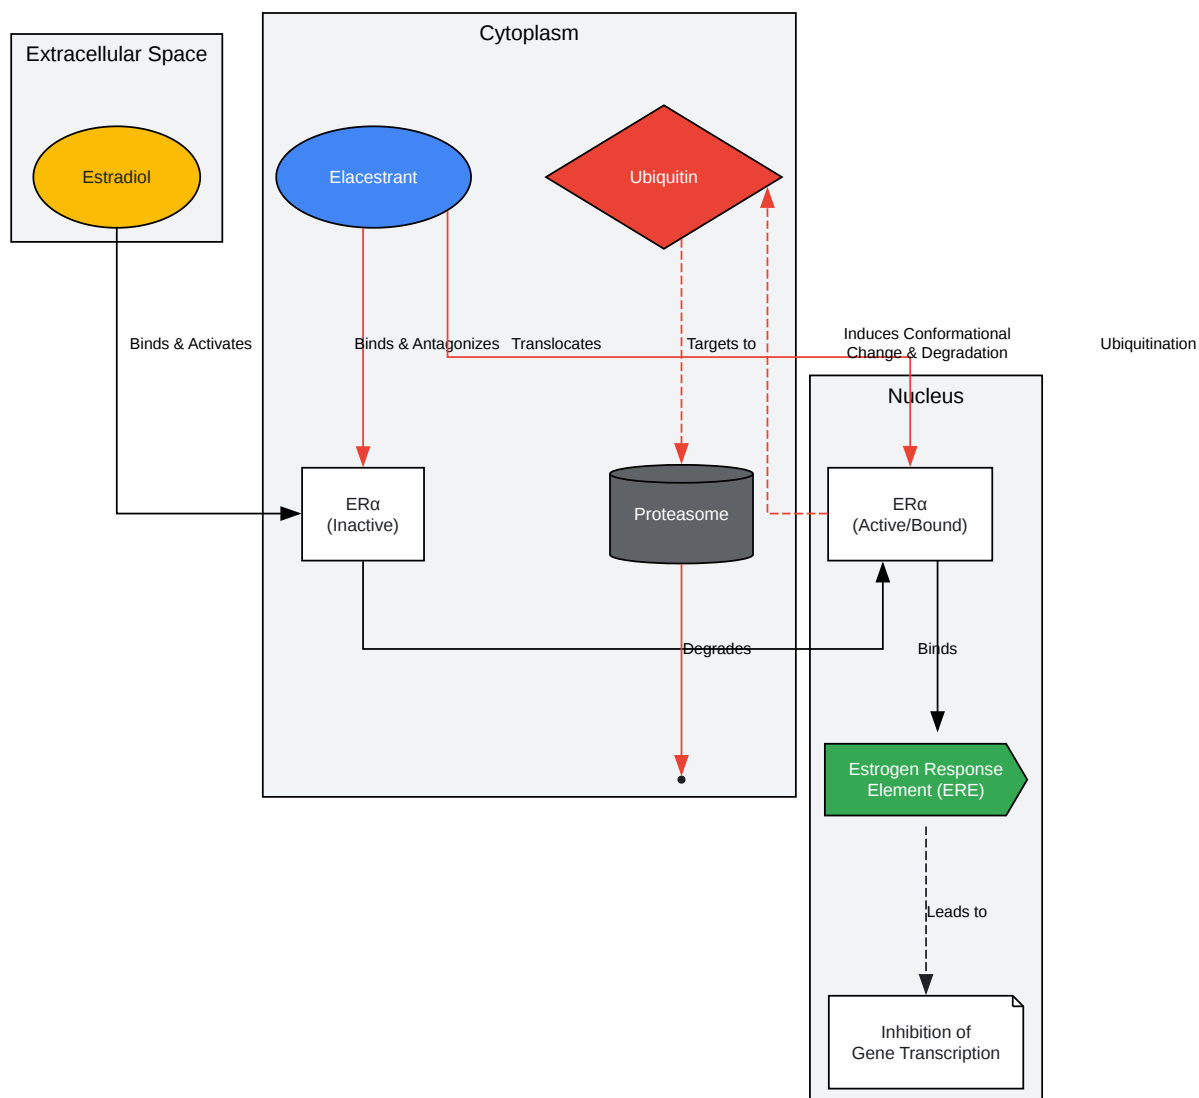 Cytoplasm
Extracellular Space
Estradiol
Elacestrant
Ubiquitin
Binds & Activates
Binds & Antagonizes
Translocates
Targets to
Induces Conformational
Change & Degradation
Ubiquitination
Nucleus
ERα
(Inactive)
Proteasome
ERα
(Active/Bound)
Degrades
Binds
Estrogen Response
Element (ERE)
Leads to
Inhibition of
Gene Transcription